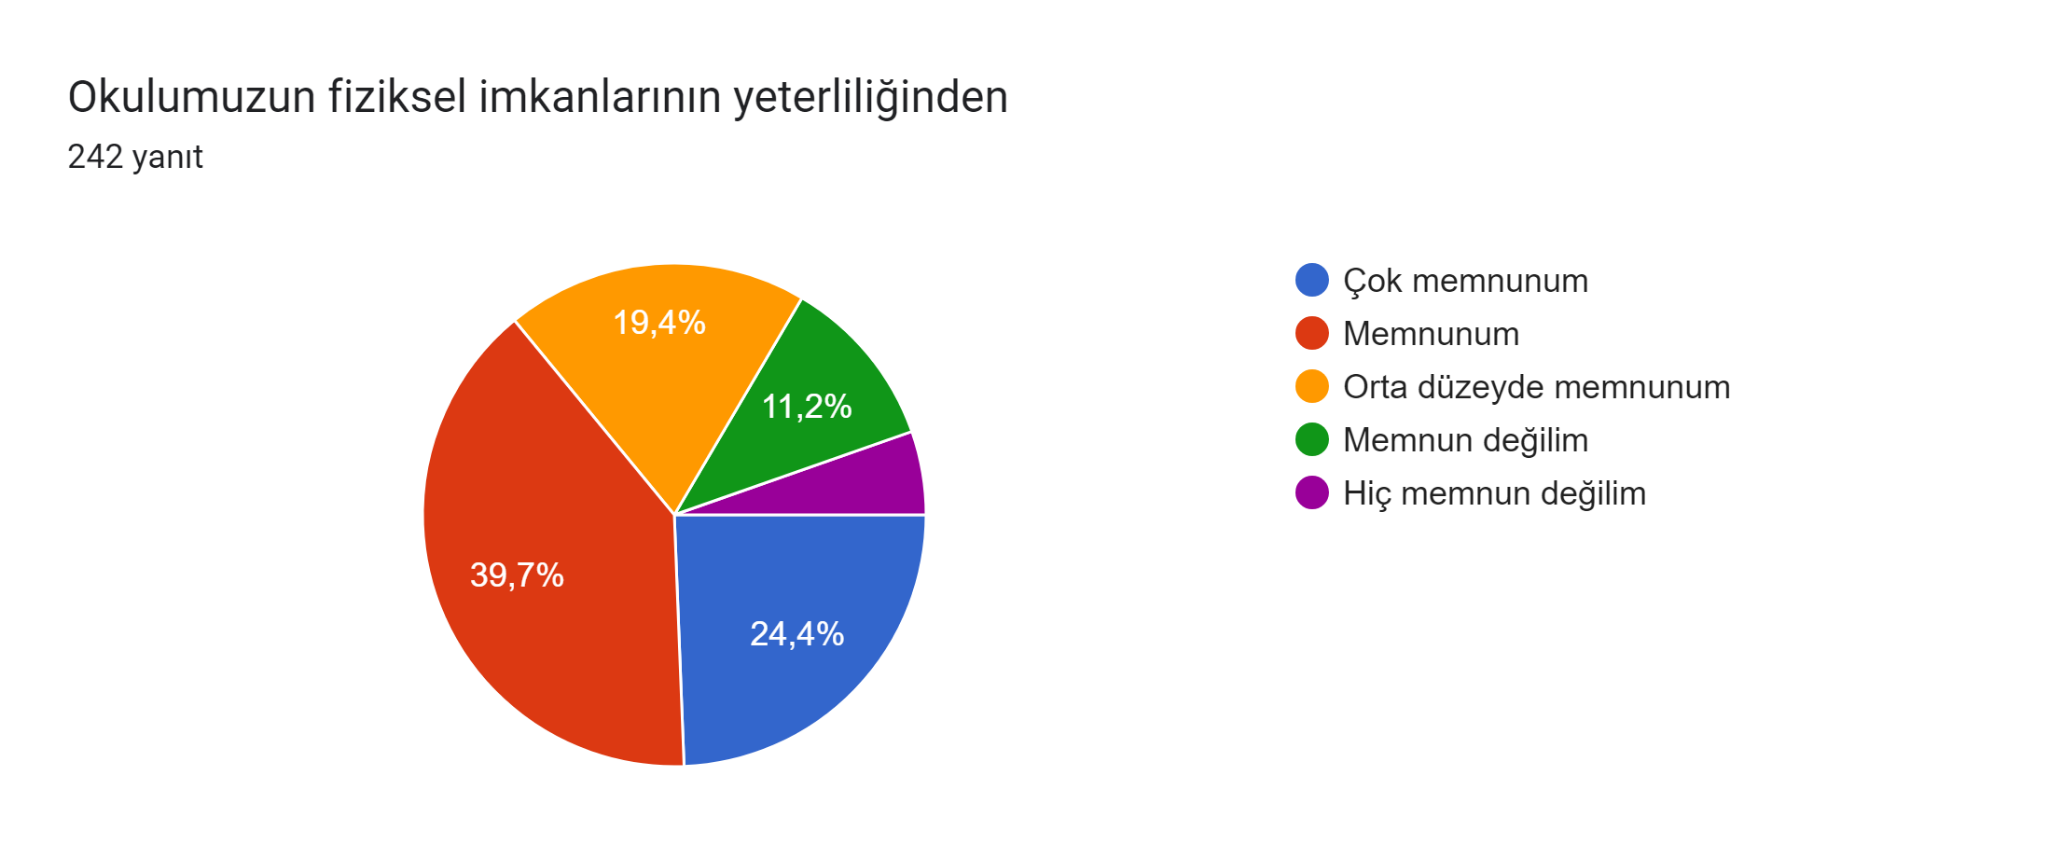 Okulumuzun fiziksel imkanlarının yeterliliğinden
242 yanıt
19,4%
11,2%
39,7%
24,4%
Çok memnunum
Memnunum
Orta düzeyde memnunum
Memnun değilim
Hiç memnun değilim